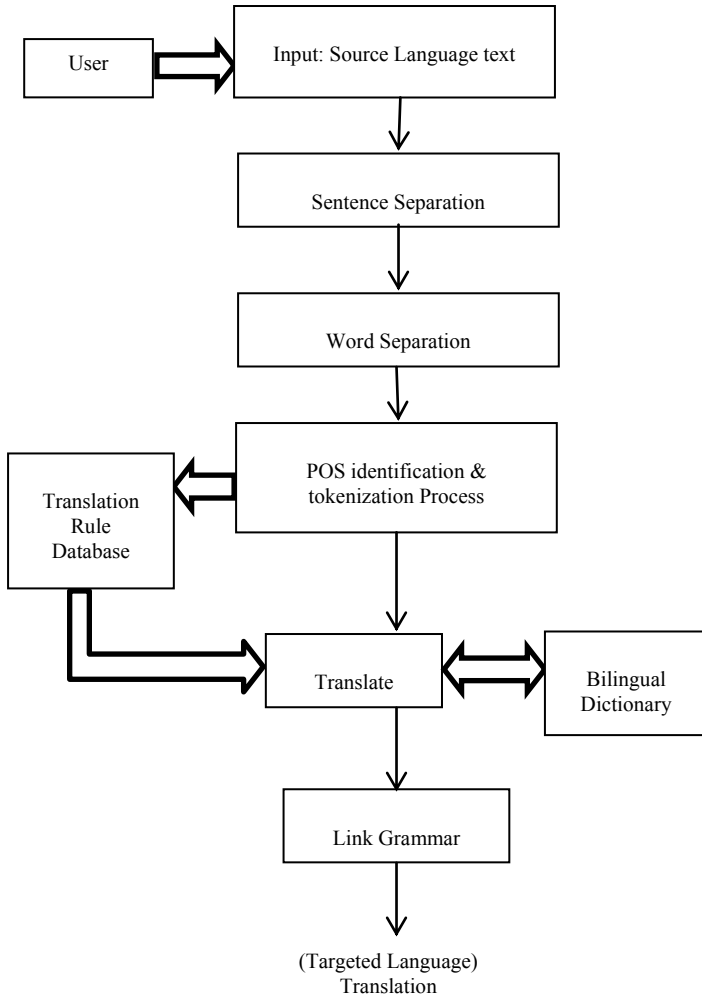 User
Input: Source Language text
Sentence Separation
Word Separation
POS identification &
tokenization Process
Translation
Rule
Database
Translate
Bilingual
Dictionary
Link Grammar
(Targeted Language)
Translation